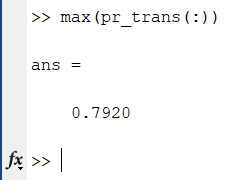 >> max(pr_trans(:))
ans =
0.7920
fx >>